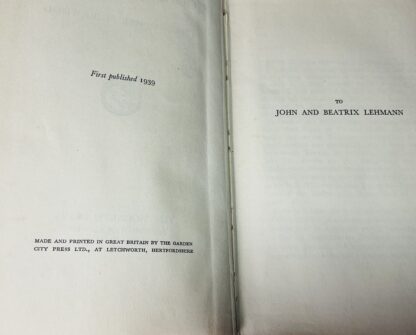 First published 1939
MADE AND PRINTED IN GREAT BRITAIN BY THE GARDEN
CITY PRESS LTD., AT LETCHWORTH, HERTFORDSHIRE
TO
JOHN AND BEATRIX LEHMANN